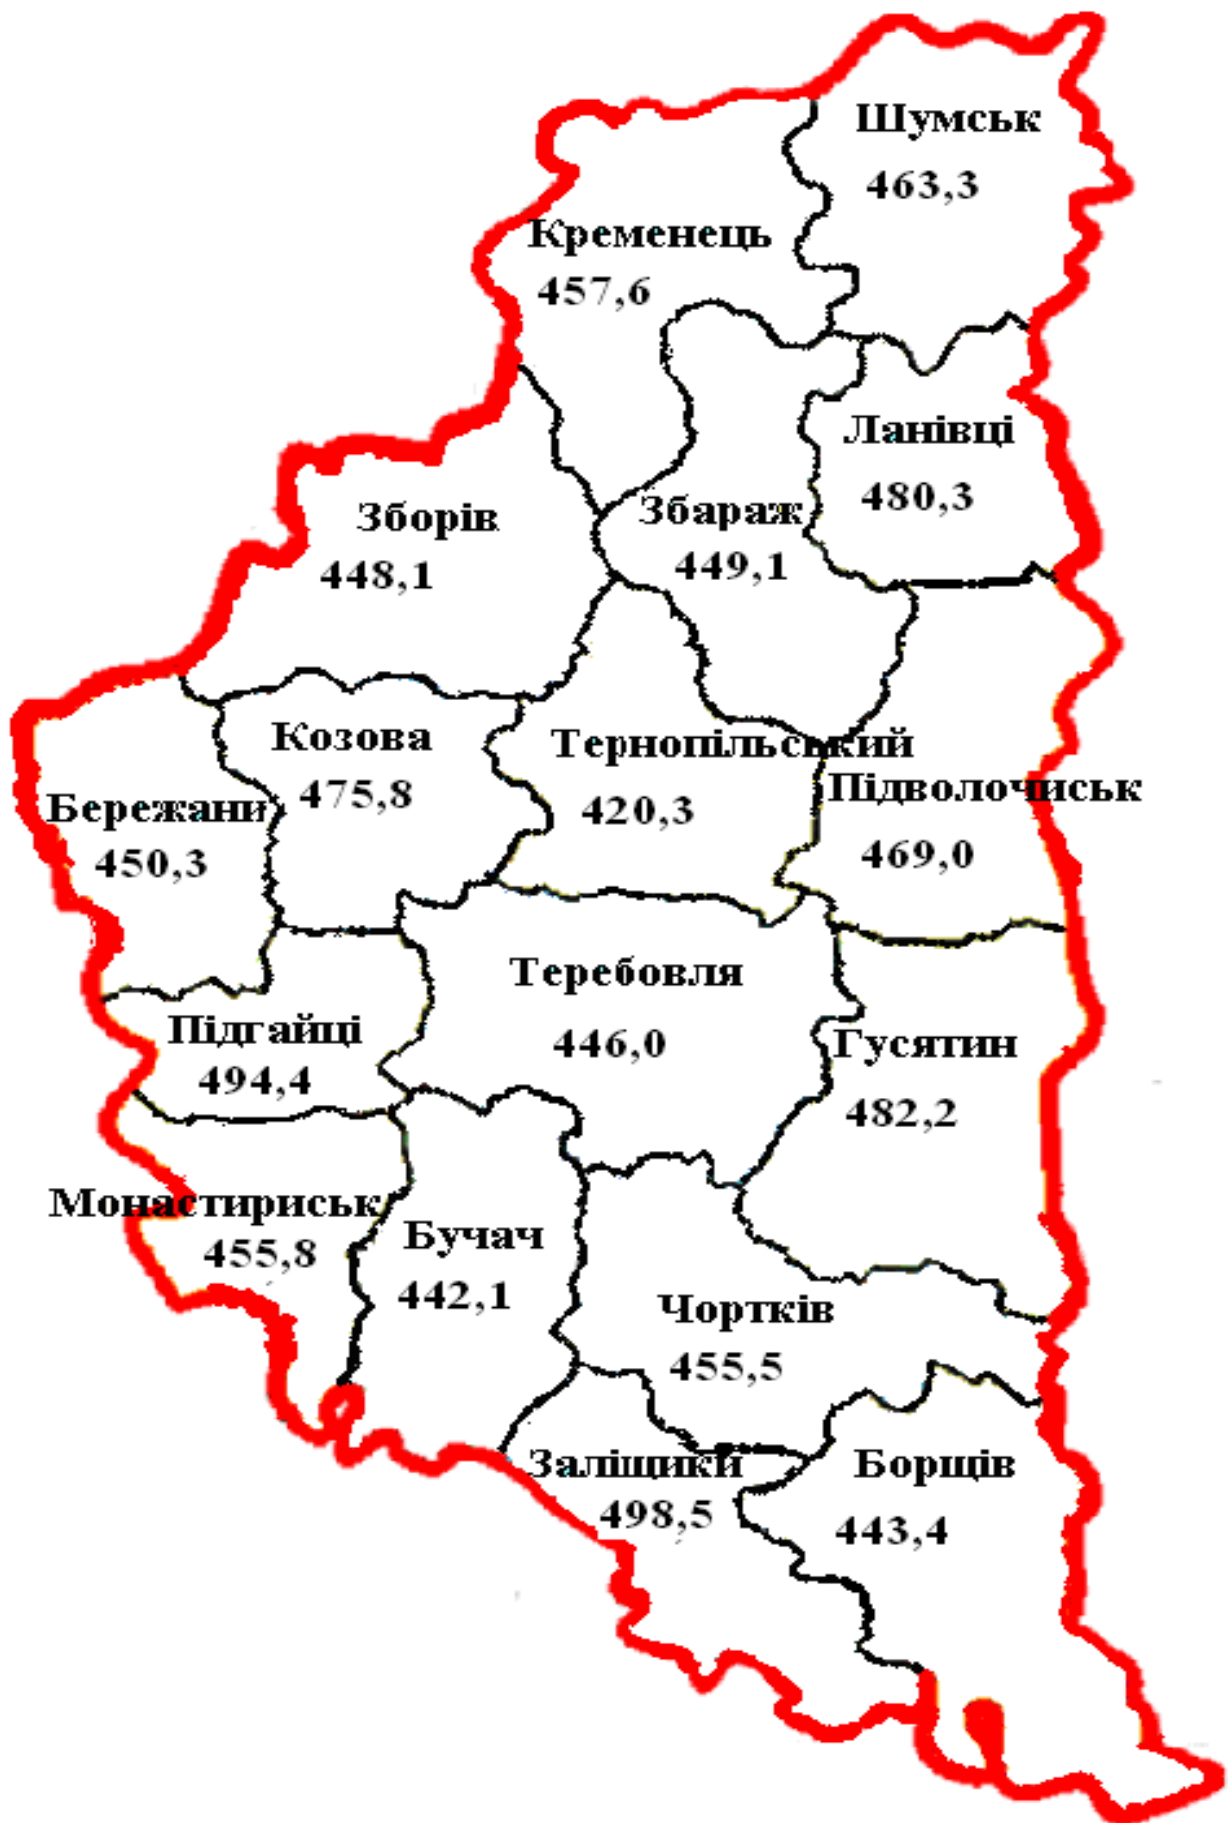 Шумськ
463,3
Кременець
457,6
Ланівці
480,3
Збараж
449,1
Зборів
448,1
Козова
475,8
Тернопільський
420,3
Підволочиськ
469,0
Бережани
450,3
Теребовля
446,0
Підгайці
494,4
Гусятин
482,2
Монастириськ
455,8
Бучач
442,1
Чортків
455,5
Заліщики
498,5
Борщів
443,4